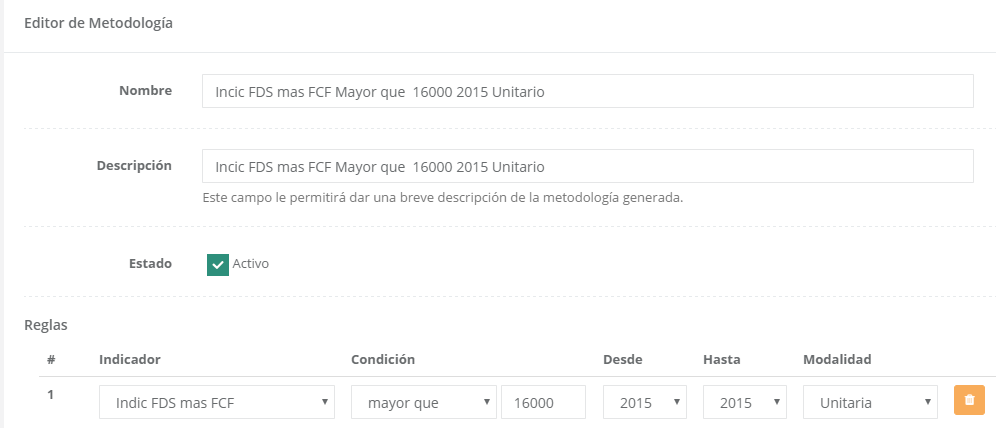 Editor de Metodología
Nombre
Incic FDS mas FCF Mayor que  16000 2015 Unitario
Descripción
Incic FDS mas FCF Mayor que  16000 2015 Unitario
Este campo le permitirá dar una breve descripción de la metodología generada.
Estado
Activo
Reglas
# Indicador Condición Desde Hasta Modalidad
1 Indic FDS mas FCF mayor que 16000 2015 2015 Unitaria